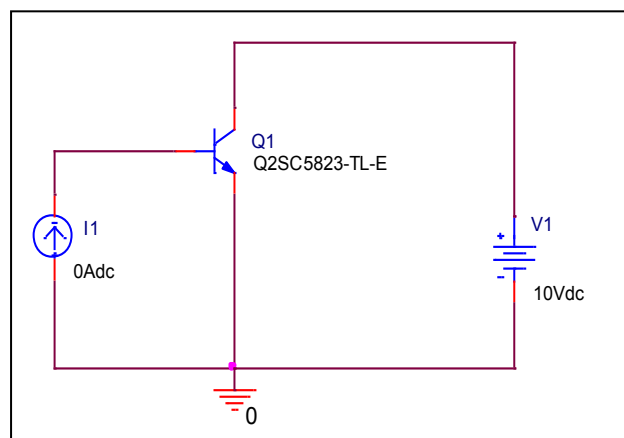 Q1
Q2SC5823-TL-E
I1
0Adc
V1
+
-
10Vdc
0